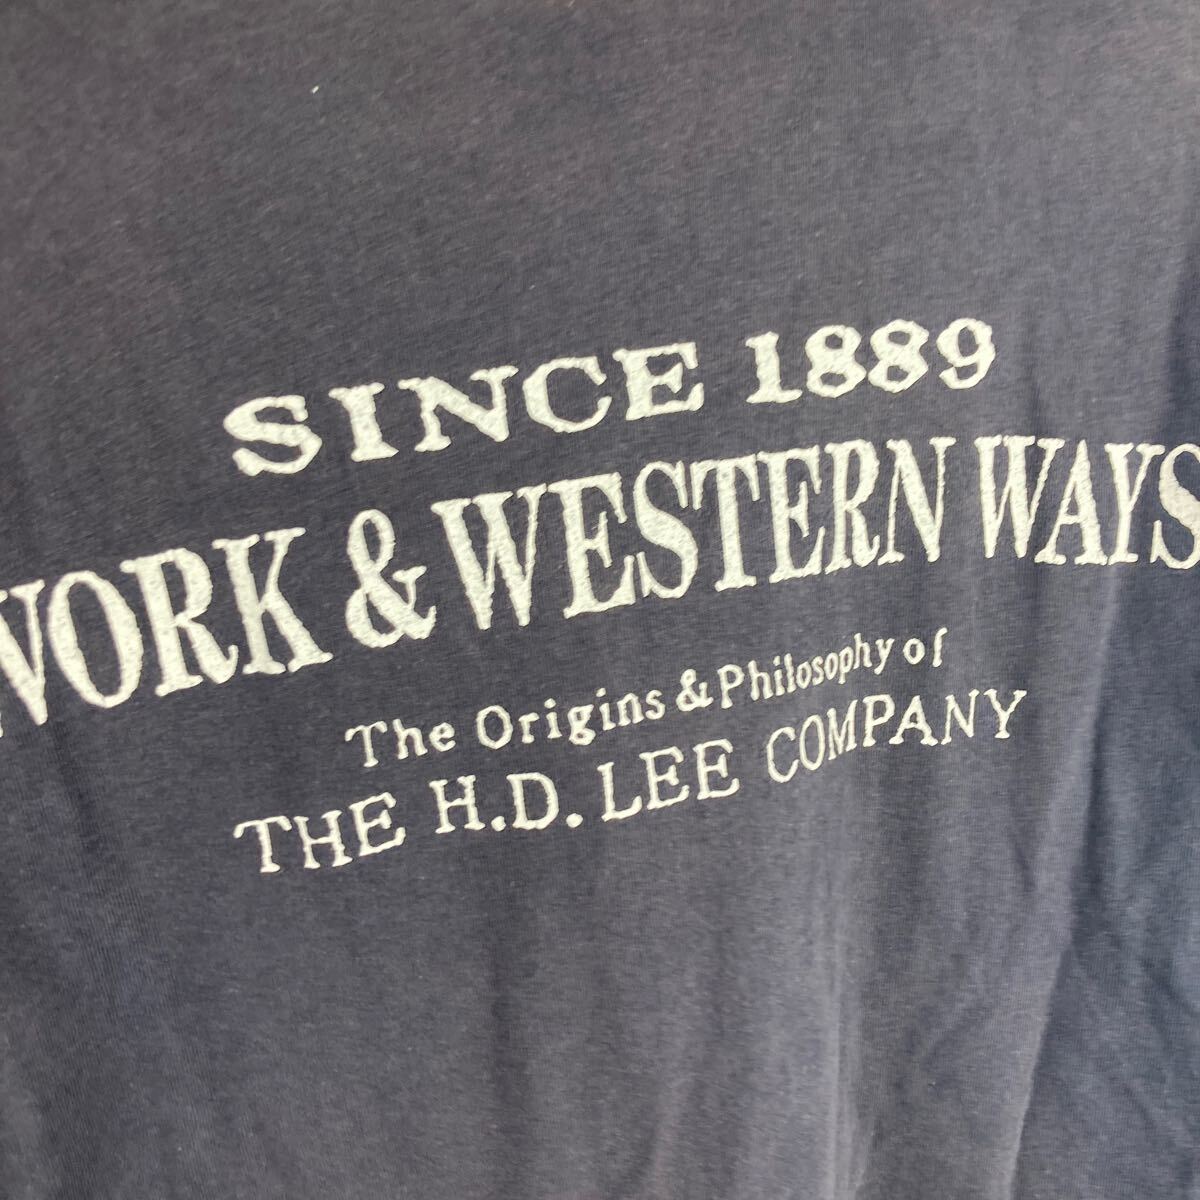 SINCE 1889
WORK & WESTERN WAYS
The Origins & Philosophy of
THE H.D. LEE COMPANY